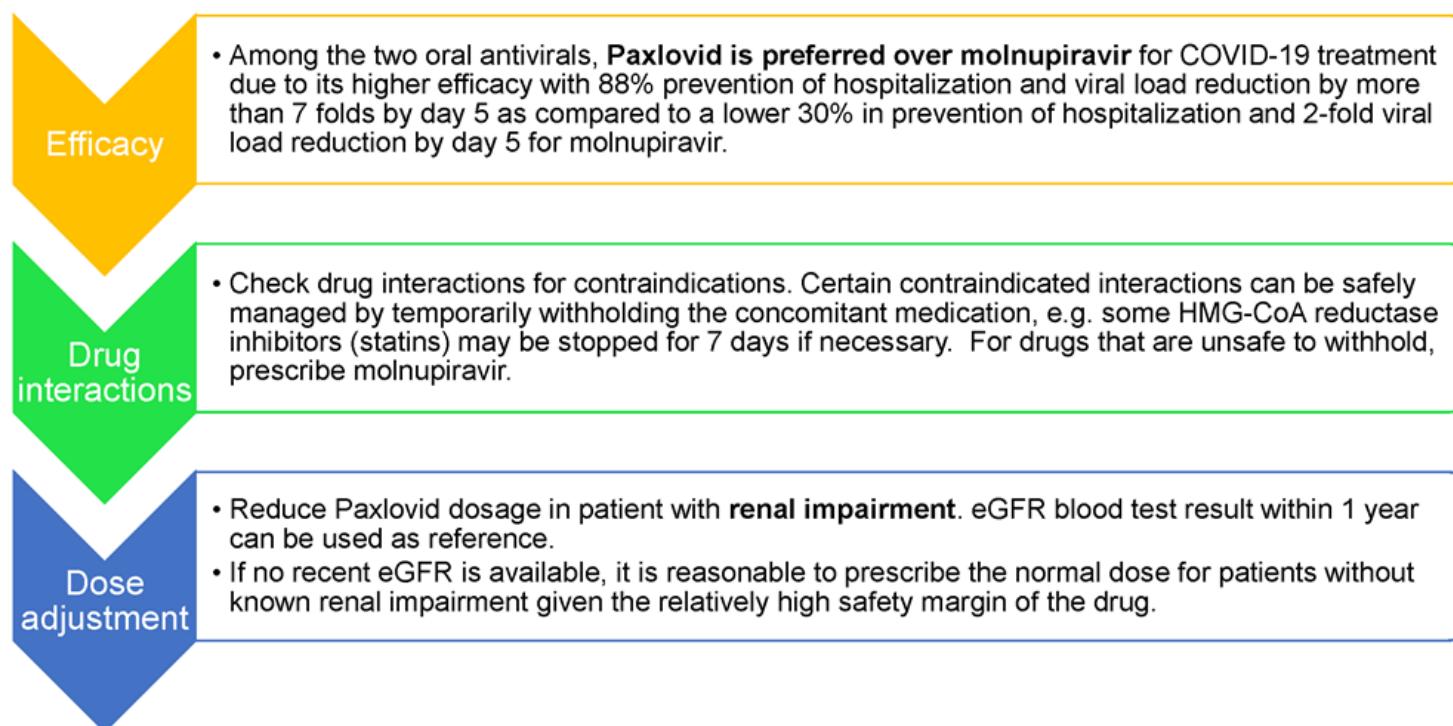 Efficacy
• Among the two oral antivirals, Paxlovid is preferred over molnupiravir for COVID-19 treatment
due to its higher efficacy with 88% prevention of hospitalization and viral load reduction by more
than 7 folds by day 5 as compared to a lower 30% in prevention of hospitalization and 2-fold viral
load reduction by day 5 for molnupiravir.
Drug
interactions
• Check drug interactions for contraindications. Certain contraindicated interactions can be safely
managed by temporarily withholding the concomitant medication, e.g. some HMG-CoA reductase
inhibitors (statins) may be stopped for 7 days if necessary.  For drugs that are unsafe to withhold,
prescribe molnupiravir.
Dose
adjustment
• Reduce Paxlovid dosage in patient with renal impairment. eGFR blood test result within 1 year
can be used as reference.
• If no recent eGFR is available, it is reasonable to prescribe the normal dose for patients without
known renal impairment given the relatively high safety margin of the drug.